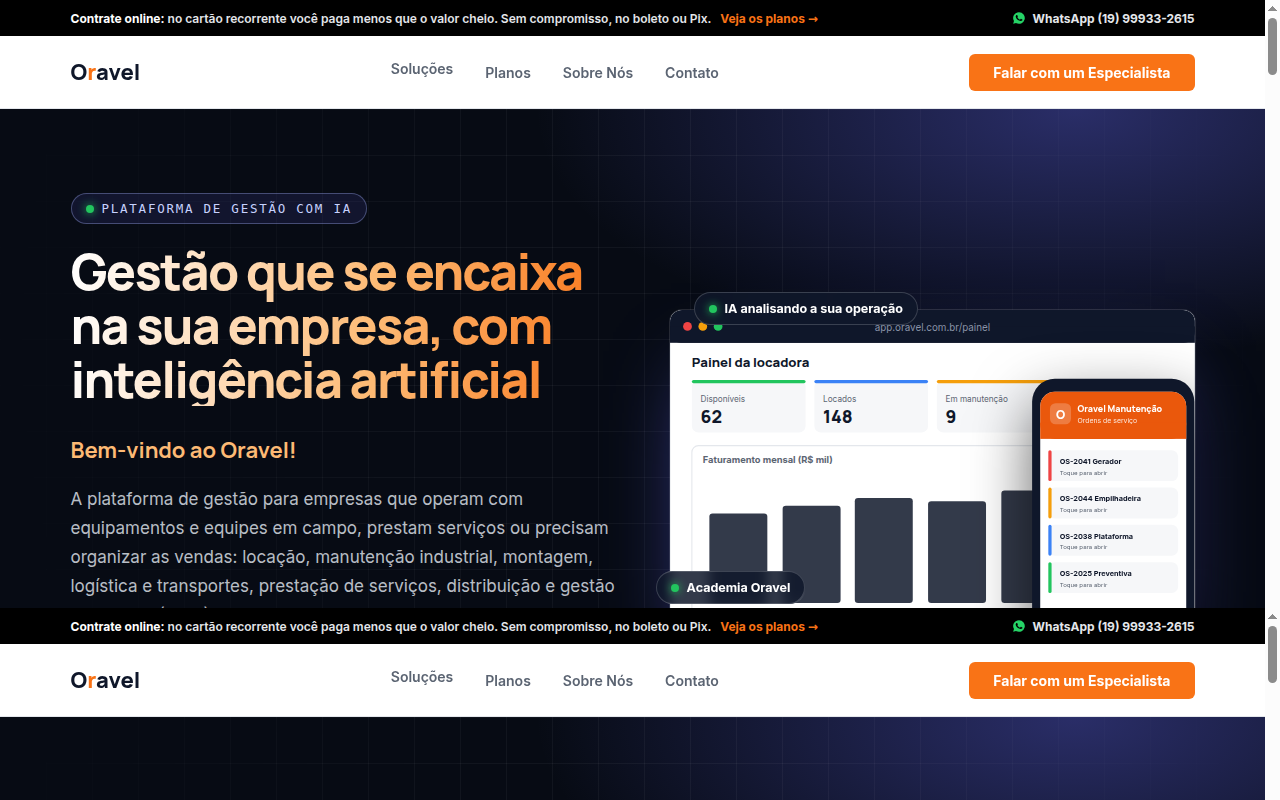 Contrate online: no cartão recorrente você paga menos que o valor cheio. Sem compromisso, no boleto ou Pix. Veja os planos → WhatsApp (19) 99933-2615
Oravel Soluções Planos Sobre Nós Contato Falar com um Especialista
PLATAFORMA DE GESTÃO COM IA
Gestão que se encaixa
na sua empresa, com
inteligência artificial
Bem-vindo ao Oravel!
A plataforma de gestão para empresas que operam com
equipamentos e equipes em campo, prestam serviços ou precisam
organizar as vendas: locação, manutenção industrial, montagem,
logística e transportes, prestação de serviços, distribuição e gestão
IA analisando a sua operação
app.oravel.com.br/painel
Painel da locadora
Disponíveis
62
Locados
148
Em manutenção
9
Faturamento mensal (R$ mil)
Academia Oravel
O
Oravel Manutenção
Ordens de serviço
OS-2041 Gerador
Toque para abrir
OS-2044 Empilhadeira
Toque para abrir
OS-2038 Plataforma
Toque para abrir
OS-2025 Preventiva
Toque para abrir
Contrate online: no cartão recorrente você paga menos que o valor cheio. Sem compromisso, no boleto ou Pix. Veja os planos → WhatsApp (19) 99933-2615
Oravel Soluções Planos Sobre Nós Contato Falar com um Especialista